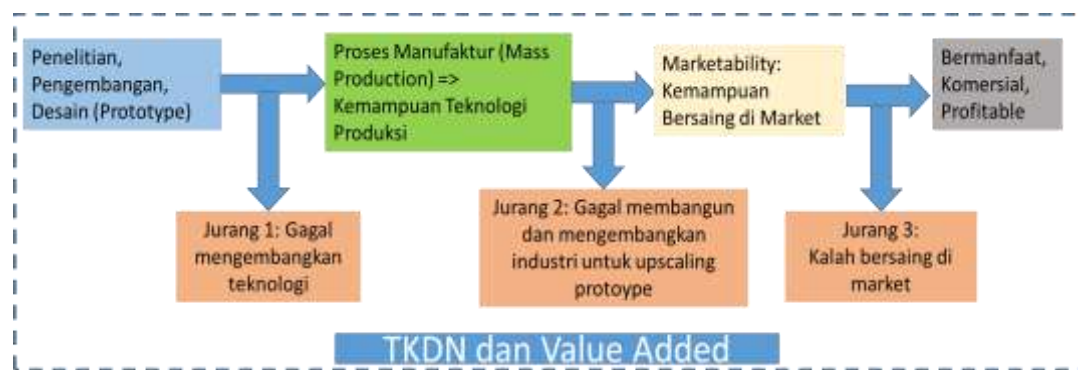 Penelitian,
Pengembangan,
Desain (Prototype)
Proses Manufaktur (Mass
Production) =>
Kemampuan Teknologi
Produksi
Marketability:
Kemampuan
Bersaing di Market
Bermanfaat,
Komersial,
Profitable
Jurang 1: Gagal
mengembangkan
teknologi
Jurang 2: Gagal membangun
dan mengembangkan
industri untuk upscaling
protoype
Jurang 3:
Kalah bersaing di
market
TKDN dan Value Added